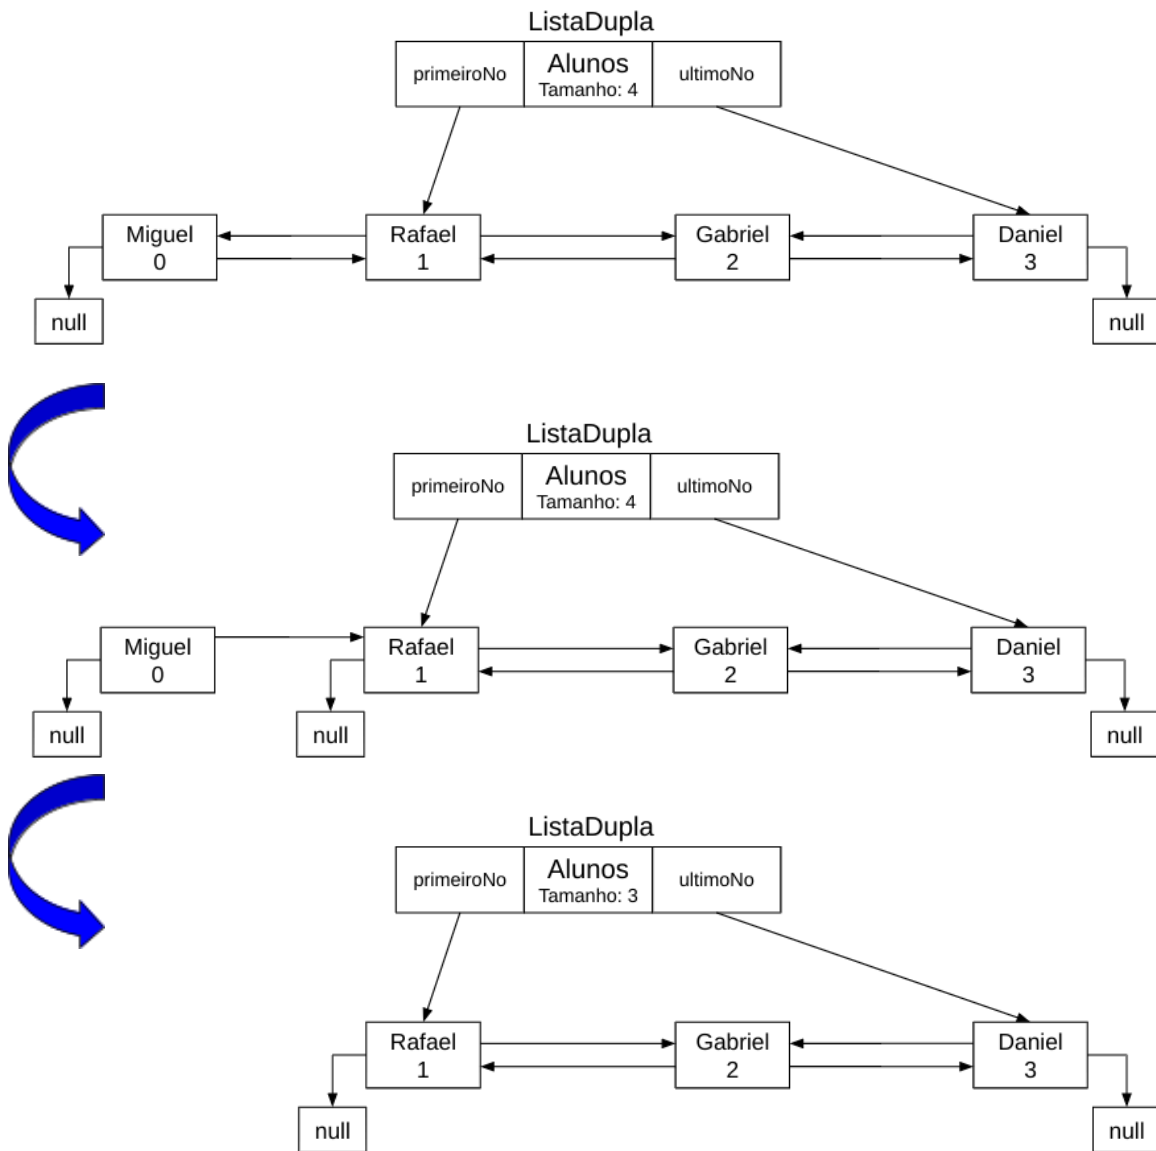 ListaDupla
primeiroNo
Alunos
Tamanho: 4
ultimoNo
Miguel
0
Rafael
1
Gabriel
2
Daniel
3
null
null
ListaDupla
primeiroNo
Alunos
Tamanho: 4
ultimoNo
Miguel
0
Rafael
1
Gabriel
2
Daniel
3
null
null
null
ListaDupla
primeiroNo
Alunos
Tamanho: 3
ultimoNo
Rafael
1
Gabriel
2
Daniel
3
null
null